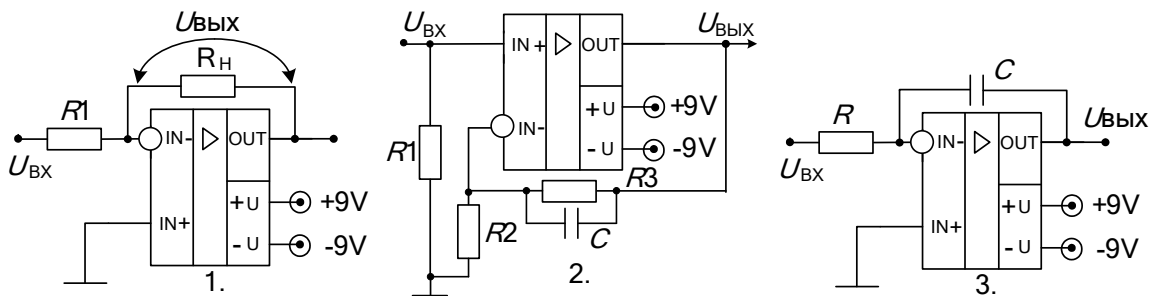 Uвых
RH
R1
UВХ
IN-
OUT
+U
+9V
IN+
-U
-9V
1.
UВХ
UВЫХ
IN+
OUT
+U
+9V
IN-
-U
-9V
R1
R3
R2
C
2.
C
R
UВХ
IN-
OUT
Uвых
+U
+9V
IN+
-U
-9V
3.